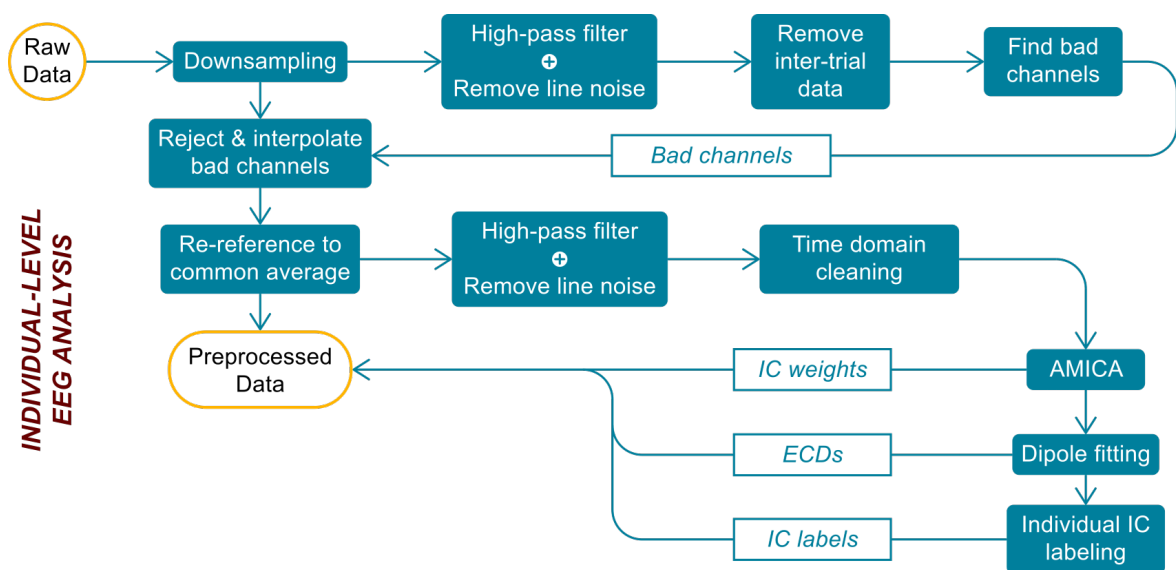 Raw
Data
Downsampling
High-pass filter
+
Remove line noise
Remove
inter-trial
data
Find bad
channels
Reject & interpolate
bad channels
Bad channels
INDIVIDUAL-LEVEL
EEG ANALYSIS
Re-reference to
common average
High-pass filter
+
Remove line noise
Time domain
cleaning
Preprocessed
Data
IC weights
AMICA
ECDs
Dipole fitting
IC labels
Individual IC
labeling